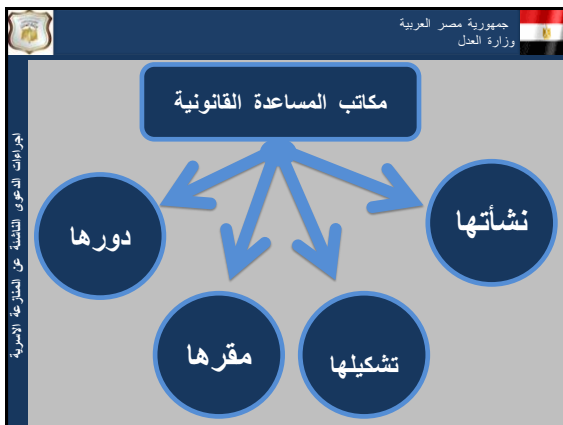 جمهورية مصر العربية
وزارة العدل
مكاتب المساعدة القانونية
نشأتها
تشكيلها
مقرها
دورها
اجراءات الدعوى الناشئة عن المنازعة الاسرية